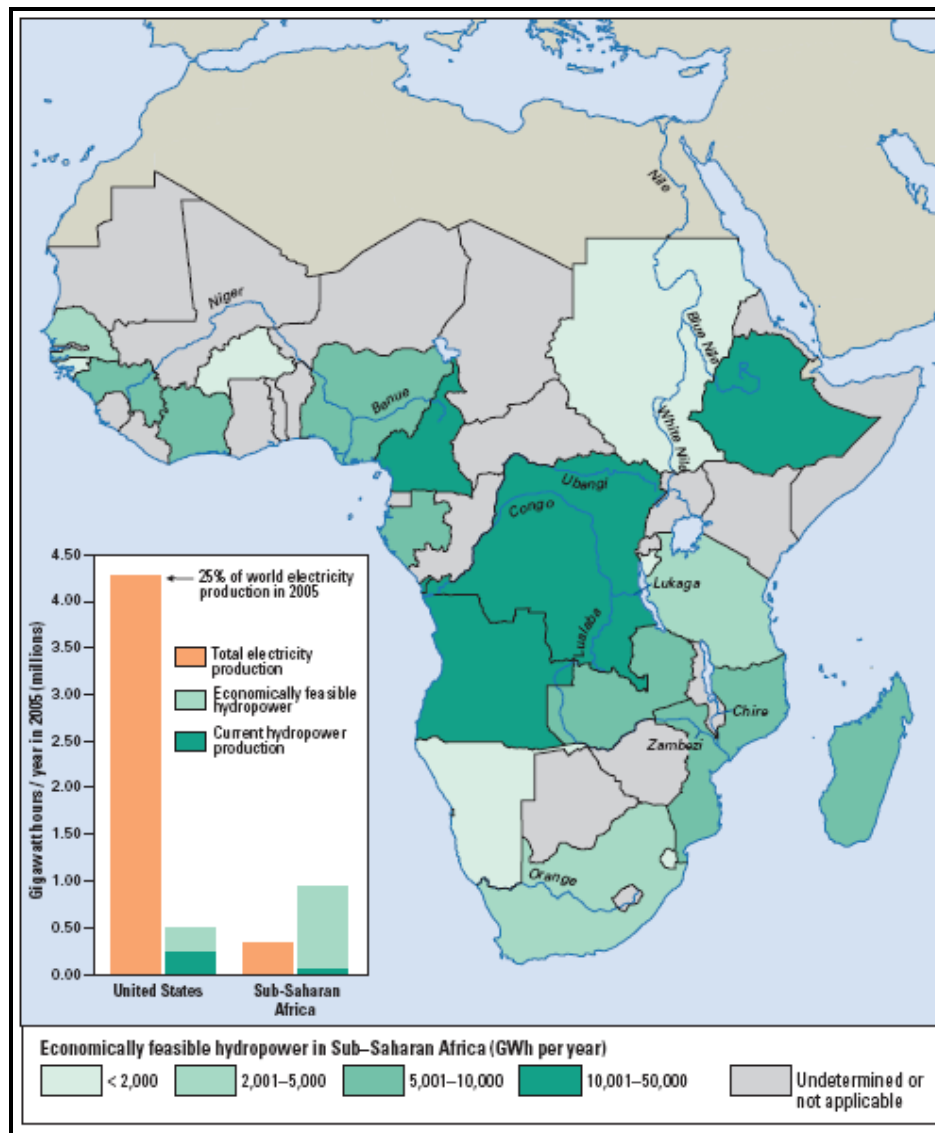 Nile
Niger
Blue Nile
Benue
White Nile
Ubangi
Congo
Lukaga
Lualaba
Chire
Zambezi
Orange
Gigawatt hours / year in 2005 (millions)
4.50
4.00
3.50
3.00
2.50
2.00
1.50
1.00
0.50
0.00
25% of world electricity
production in 2005
Total electricity
production
Economically feasible
hydropower
Current hydropower
production
United States
Sub-Saharan
Africa
Economically feasible hydropower in Sub–Saharan Africa (GWh per year)
< 2,000
2,001–5,000
5,001–10,000
10,001–50,000
Undetermined or
not applicable